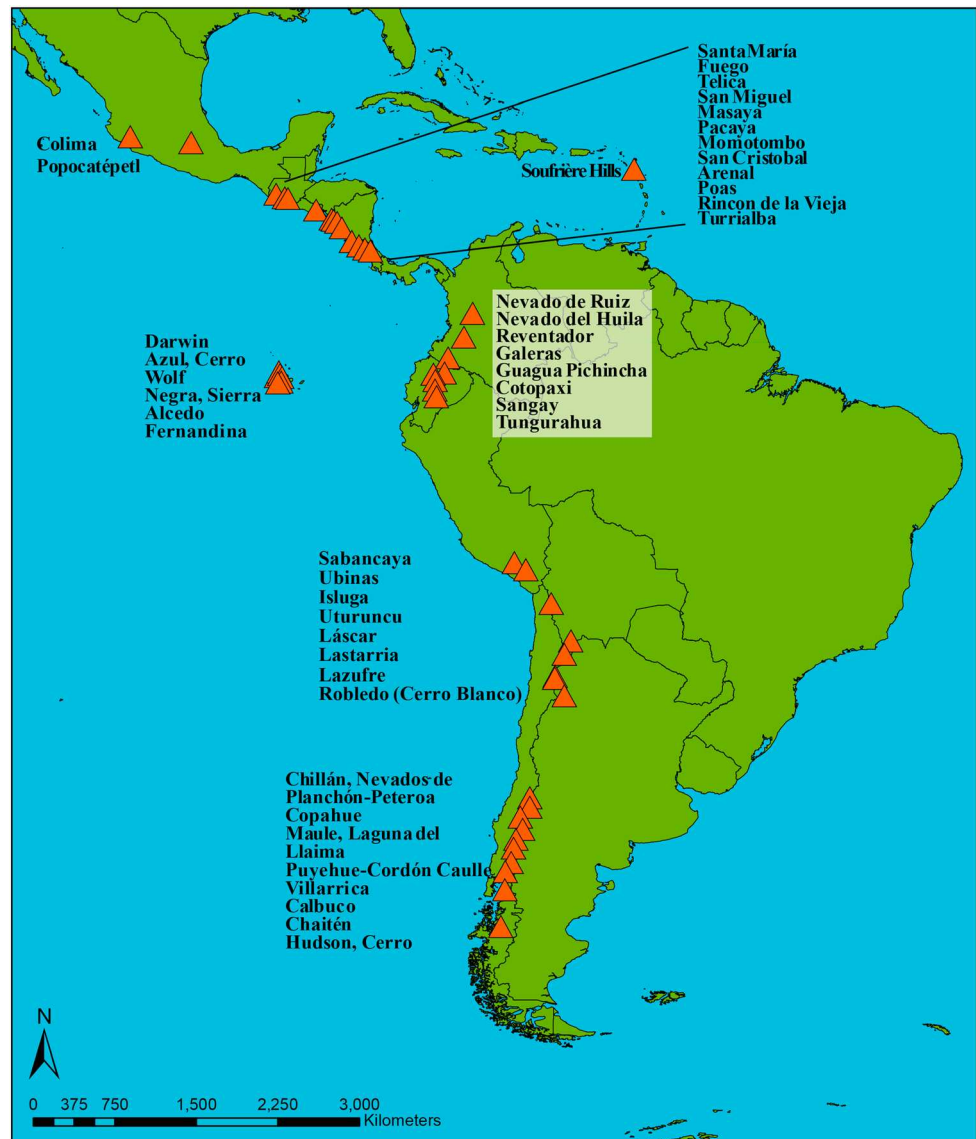 SantaMaría
Fuego
Telica
San Miguel
Masaya
Pacaya
Momotombo
San Cristobal
Arenal
Poas
Rincon de la Vieja
Turrialba
Colima
Popocatépetl
Soufrière Hills
Nevado de Ruiz
Nevado del Huila
Reventador
Galeras
Guagua Pichincha
Cotopaxi
Sangay
Tungurahua
Darwin
Azul, Cerro
Wolf
Negra, Sierra
Alcedo
Fernandina
Sabancaya
Ubinas
Isluga
Uturuncu
Láscar
Lastarria
Lazufre
Robledo (Cerro Blanco)
Chillán, Nevados de
Planchón-Peteroa
Copahue
Maule, Laguna del
Llaima
Puyehue-Cordón Caulle
Villarrica
Calbuco
Chaitén
Hudson, Cerro
N
0 375 750 1,500 2,250 3,000
Kilometers